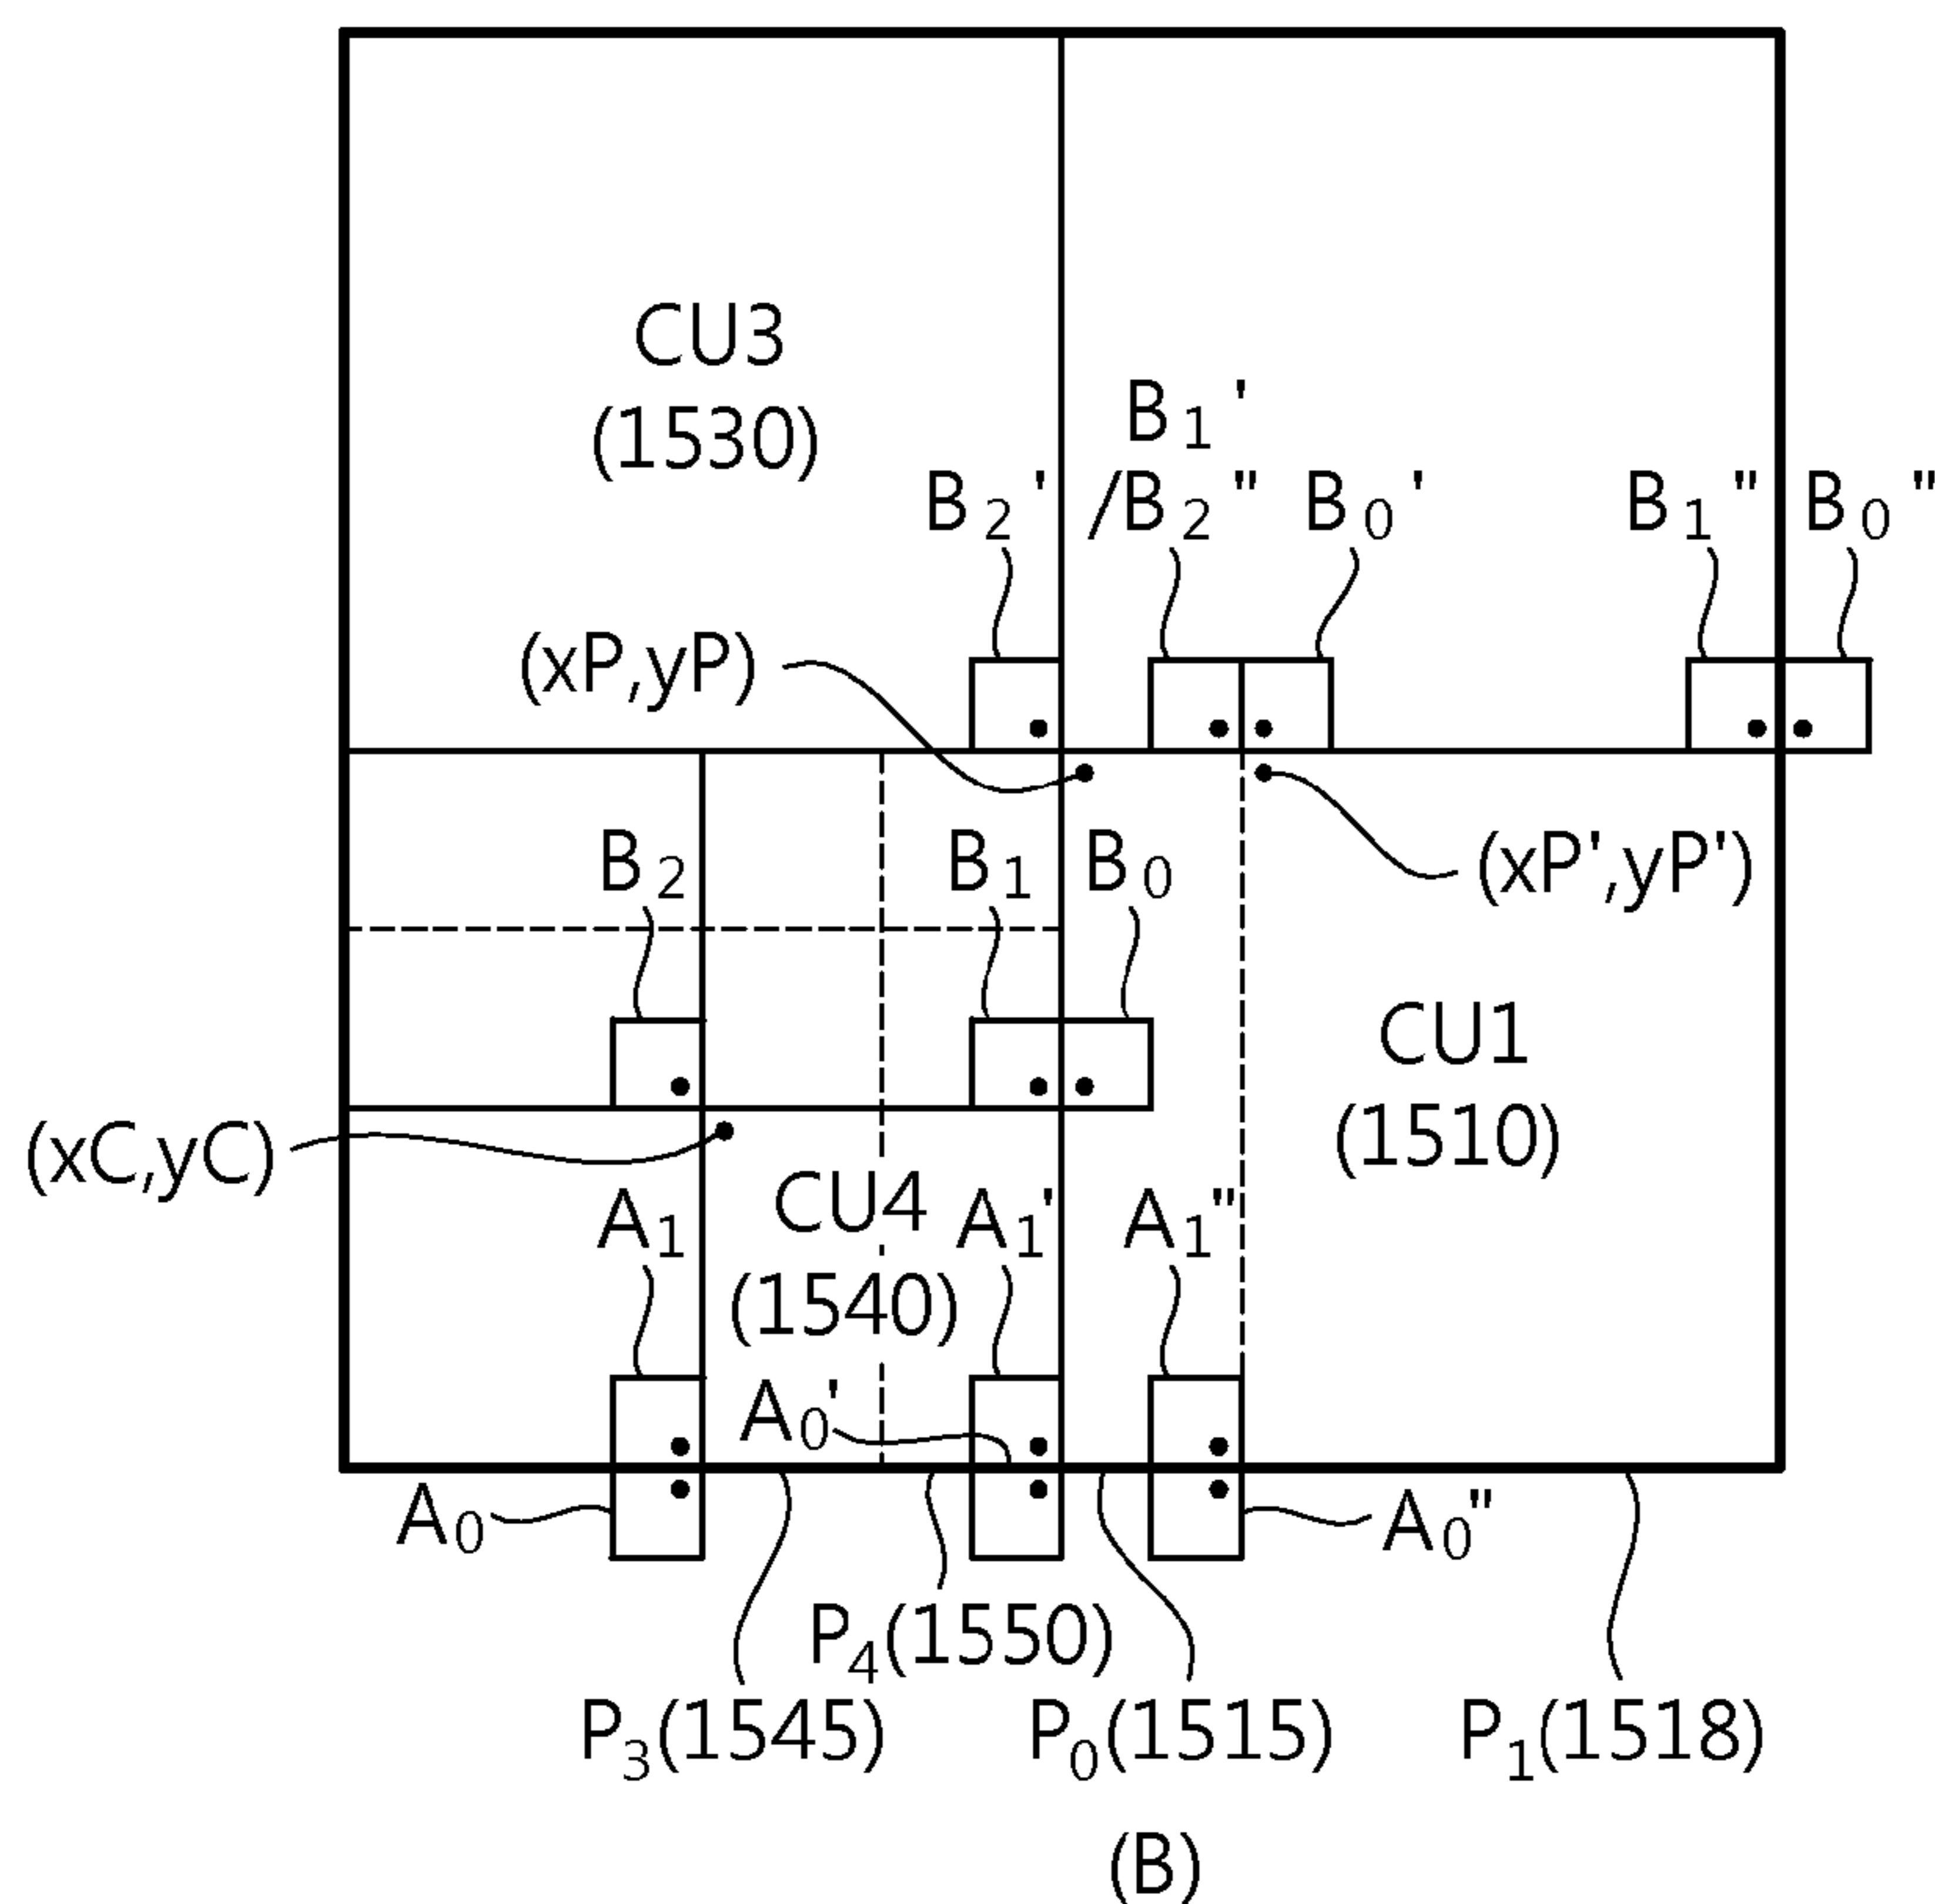 CU3
(1530)
B₁'
B₂'
/B₂"
B₀'
B₁"
B₀"
(xP,yP)
B₂
B₁
B₀
(xP',yP')
CU1
(1510)
(xC,yC)
CU4
(1540)
A₁
A₁'
A₁"
A₀'
A₀
A₀"
P₄(1550)
P₃(1545)
P₀(1515)
P₁(1518)
(B)